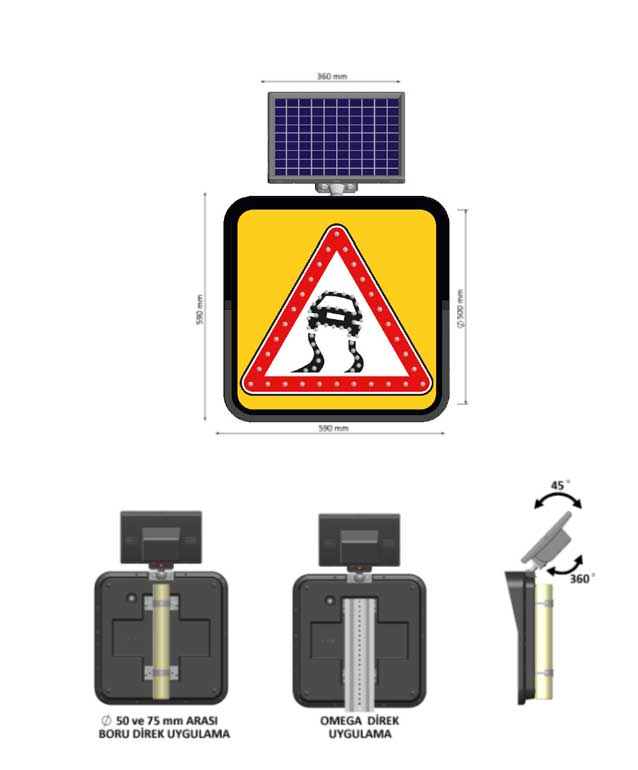 360 mm
590 mm
∅ 500 mm
590 mm
45 °
360°
∅ 50 ve 75 mm ARASI
BORU DİREK UYGULAMA
OMEGA DİREK
UYGULAMA